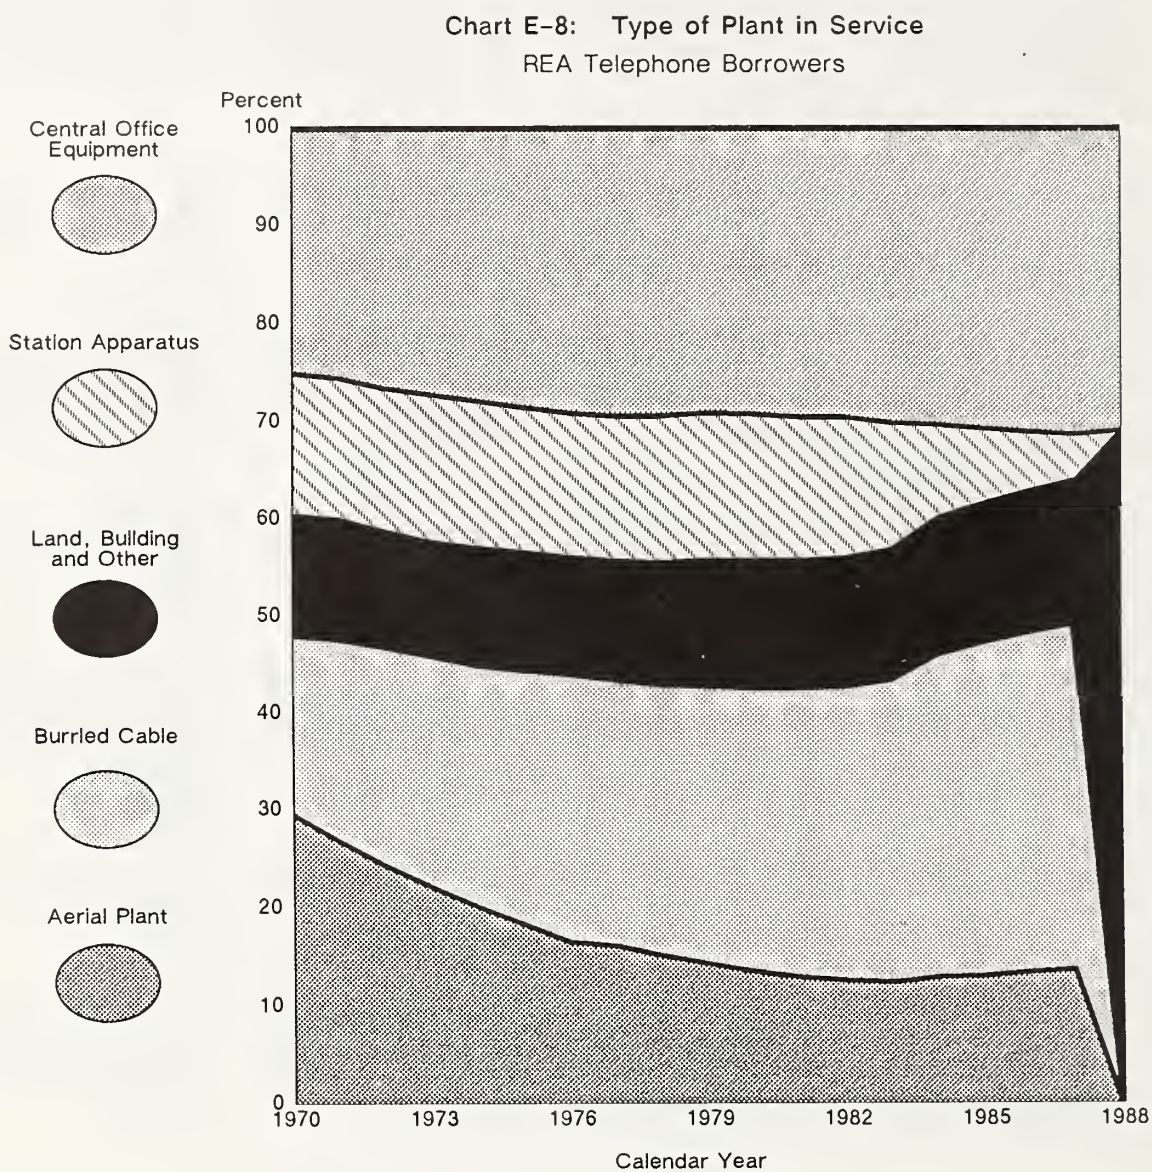 Chart E-8: Type of Plant in Service
REA Telephone Borrowers
Percent
Central Office
Equipment
Station Apparatus
Land, Building
and Other
Burried Cable
Aerial Plant
100
90
80
70
60
50
40
30
20
10
0
1970 1973 1976 1979 1982 1985 1988
Calendar Year